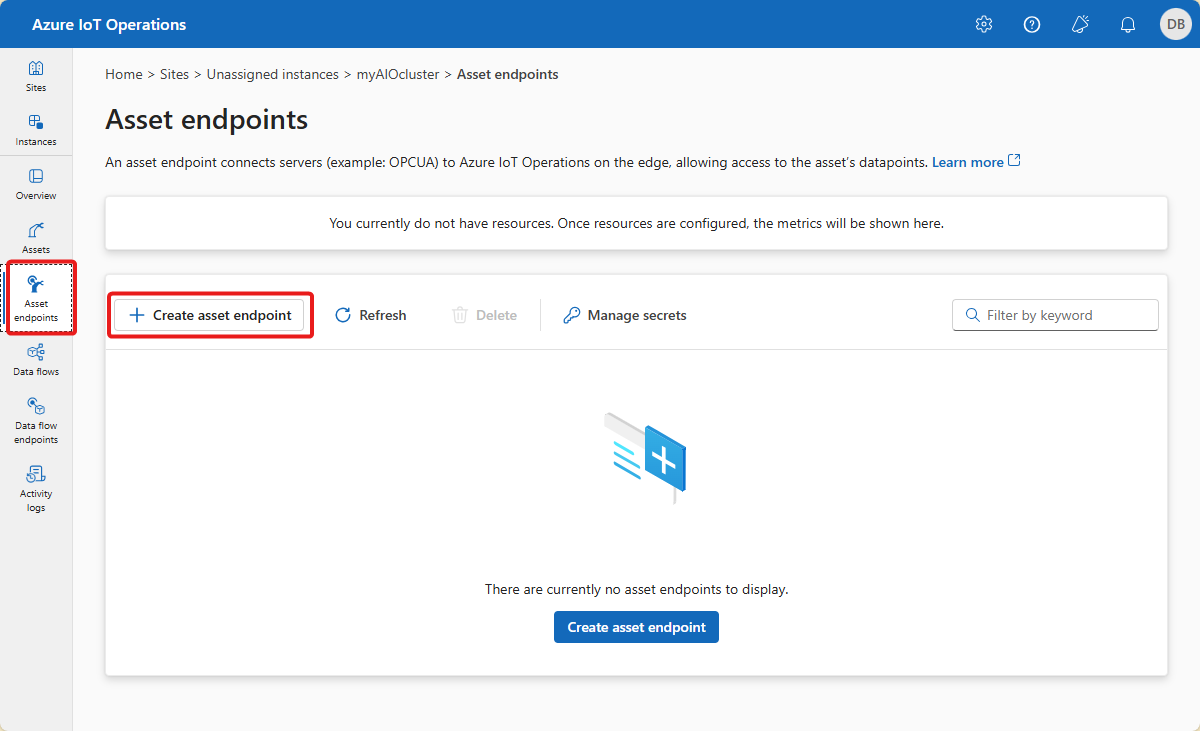 Azure IoT Operations
DB
Sites
Instances
Overview
Assets
Asset
endpoints
Data flows
Data flow
endpoints
Activity
logs
Home > Sites > Unassigned instances > myAIOcluster > Asset endpoints
Asset endpoints
An asset endpoint connects servers (example: OPCUA) to Azure IoT Operations on the edge, allowing access to the asset's datapoints. Learn more
You currently do not have resources. Once resources are configured, the metrics will be shown here.
Create asset endpoint Refresh Delete Manage secrets Filter by keyword
There are currently no asset endpoints to display.
Create asset endpoint